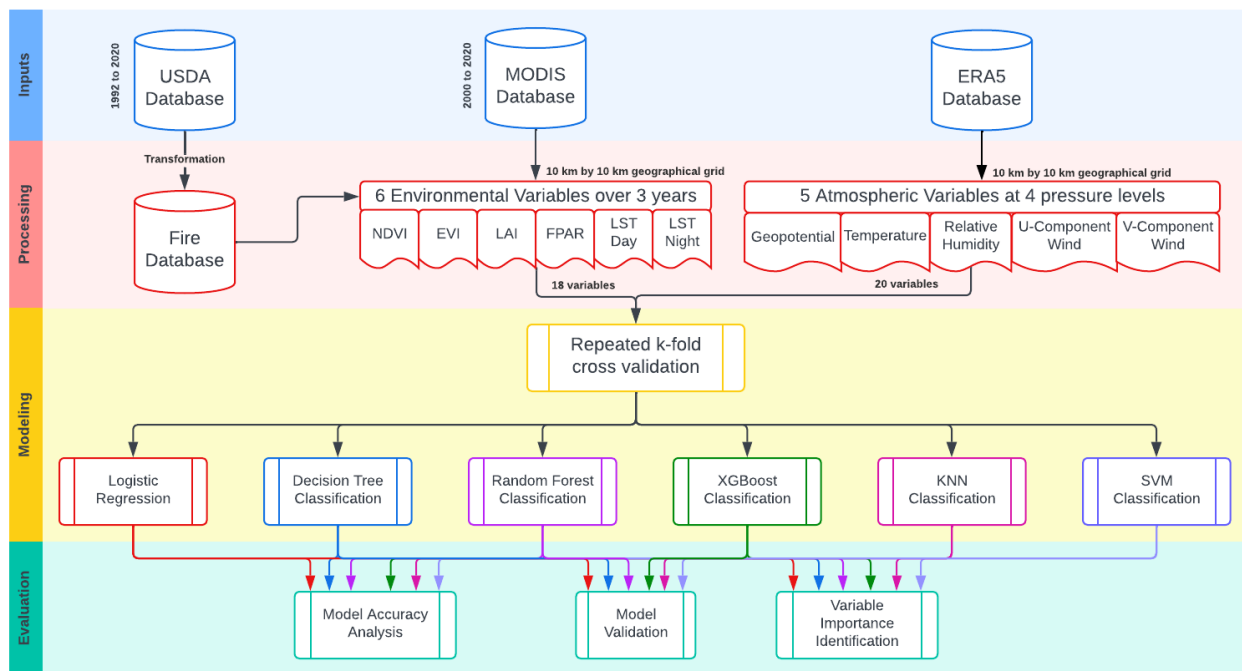 Inputs
1992 to 2020
USDA
Database
2000 to 2020
MODIS
Database
ERA5
Database
Processing
Transformation
Fire
Database
10 km by 10 km geographical grid
6 Environmental Variables over 3 years
NDVI
EVI
LAI
FPAR
LST
Day
LST
Night
18 variables
10 km by 10 km geographical grid
5 Atmospheric Variables at 4 pressure levels
Geopotential
Temperature
Relative
Humidity
U-Component
Wind
V-Component
Wind
20 variables
Modeling
Repeated k-fold
cross validation
Logistic
Regression
Decision Tree
Classification
Random Forest
Classification
XGBoost
Classification
KNN
Classification
SVM
Classification
Evaluation
Model Accuracy
Analysis
Model
Validation
Variable
Importance
Identification